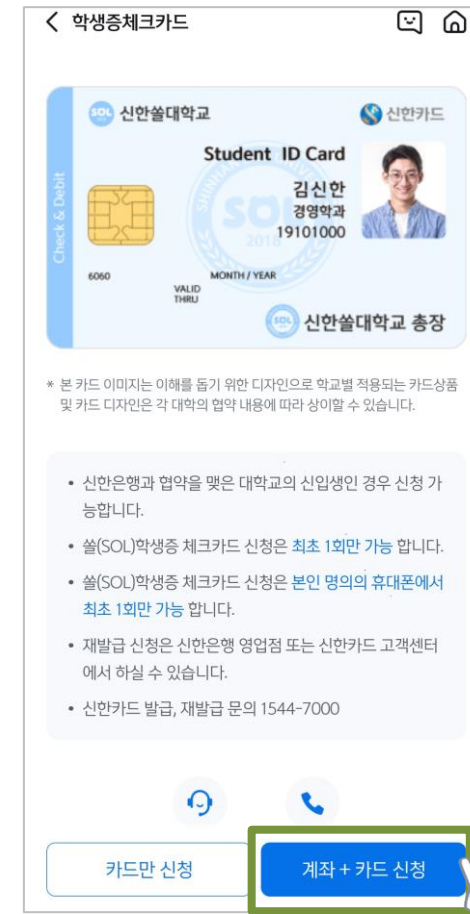 학생증체크카드
SOL 신한쏠대학교
신한카드
Student ID Card
김신한
경영학과
19101000
Check & Debit
SOL
2018
6060
MONTH / YEAR
VALID
THRU
SOL 신한쏠대학교 총장
* 본 카드 이미지는 이해를 돕기 위한 디자인으로 학교별 적용되는 카드상품
및 카드 디자인은 각 대학의 협약 내용에 따라 상이할 수 있습니다.
• 신한은행과 협약을 맺은 대학교의 신입생인 경우 신청 가
능합니다.
• 쏠(SOL)학생증 체크카드 신청은 최초 1회만 가능 합니다.
• 쏠(SOL)학생증 체크카드 신청은 본인 명의의 휴대폰에서
최초 1회만 가능 합니다.
• 재발급 신청은 신한은행 영업점 또는 신한카드 고객센터
에서 하실 수 있습니다.
• 신한카드 발급, 재발급 문의 1544-7000
카드만 신청
계좌 + 카드 신청